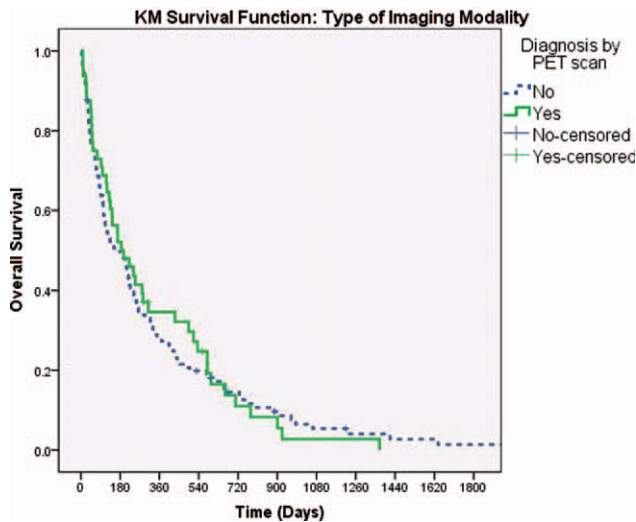 KM Survival Function: Type of Imaging Modality
Diagnosis by
PET scan
No
Yes
No-censored
Yes-censored
Overall Survival
1.0
0.8
0.6
0.4
0.2
0.0
0 180 360 540 720 900 1080 1260 1440 1620 1800
Time (Days)